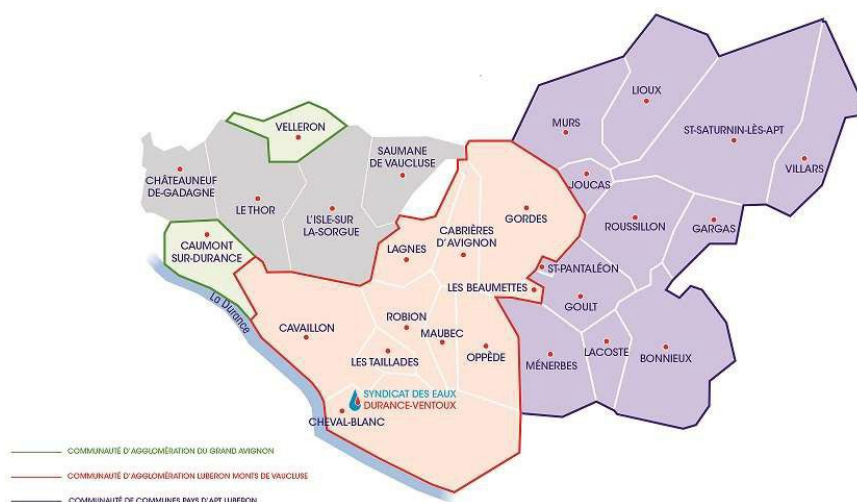 LIOUX
VELLERON
MURS
ST-SATURNIN-LÈS-APT
SAUMANE
DE VAUCLUSE
VILLARS
CHÂTEAUNEUF
DE-GADAGNE
JOUCAS
LE THOR
L'ISLE-SUR
LA-SORGUE
GORDES
ROUSSILLON
GARGAS
CAUMONT
SUR-DURANCE
LAGNES
CABRIÈRES
D'AVIGNON
ST-PANTALÉON
LES BEAUMETTES
GOULT
La Durance
CAVAILLON
ROBION
MAUBEC
LES TAILLADES
OPPÈDE
MÉNERBES
LACOSTE
BONNIEUX
SYNDICAT DES EAUX
DURANCE-VENTOUX
CHEVAL-BLANC
COMMUNAUTÉ D'AGGLOMÉRATION DU GRAND AVIGNON
COMMUNAUTÉ D'AGGLOMÉRATION LUBERON MONTS DE VAUCLUSE
COMMUNAUTÉ DE COMMUNES PAYS D'APT LUBERON